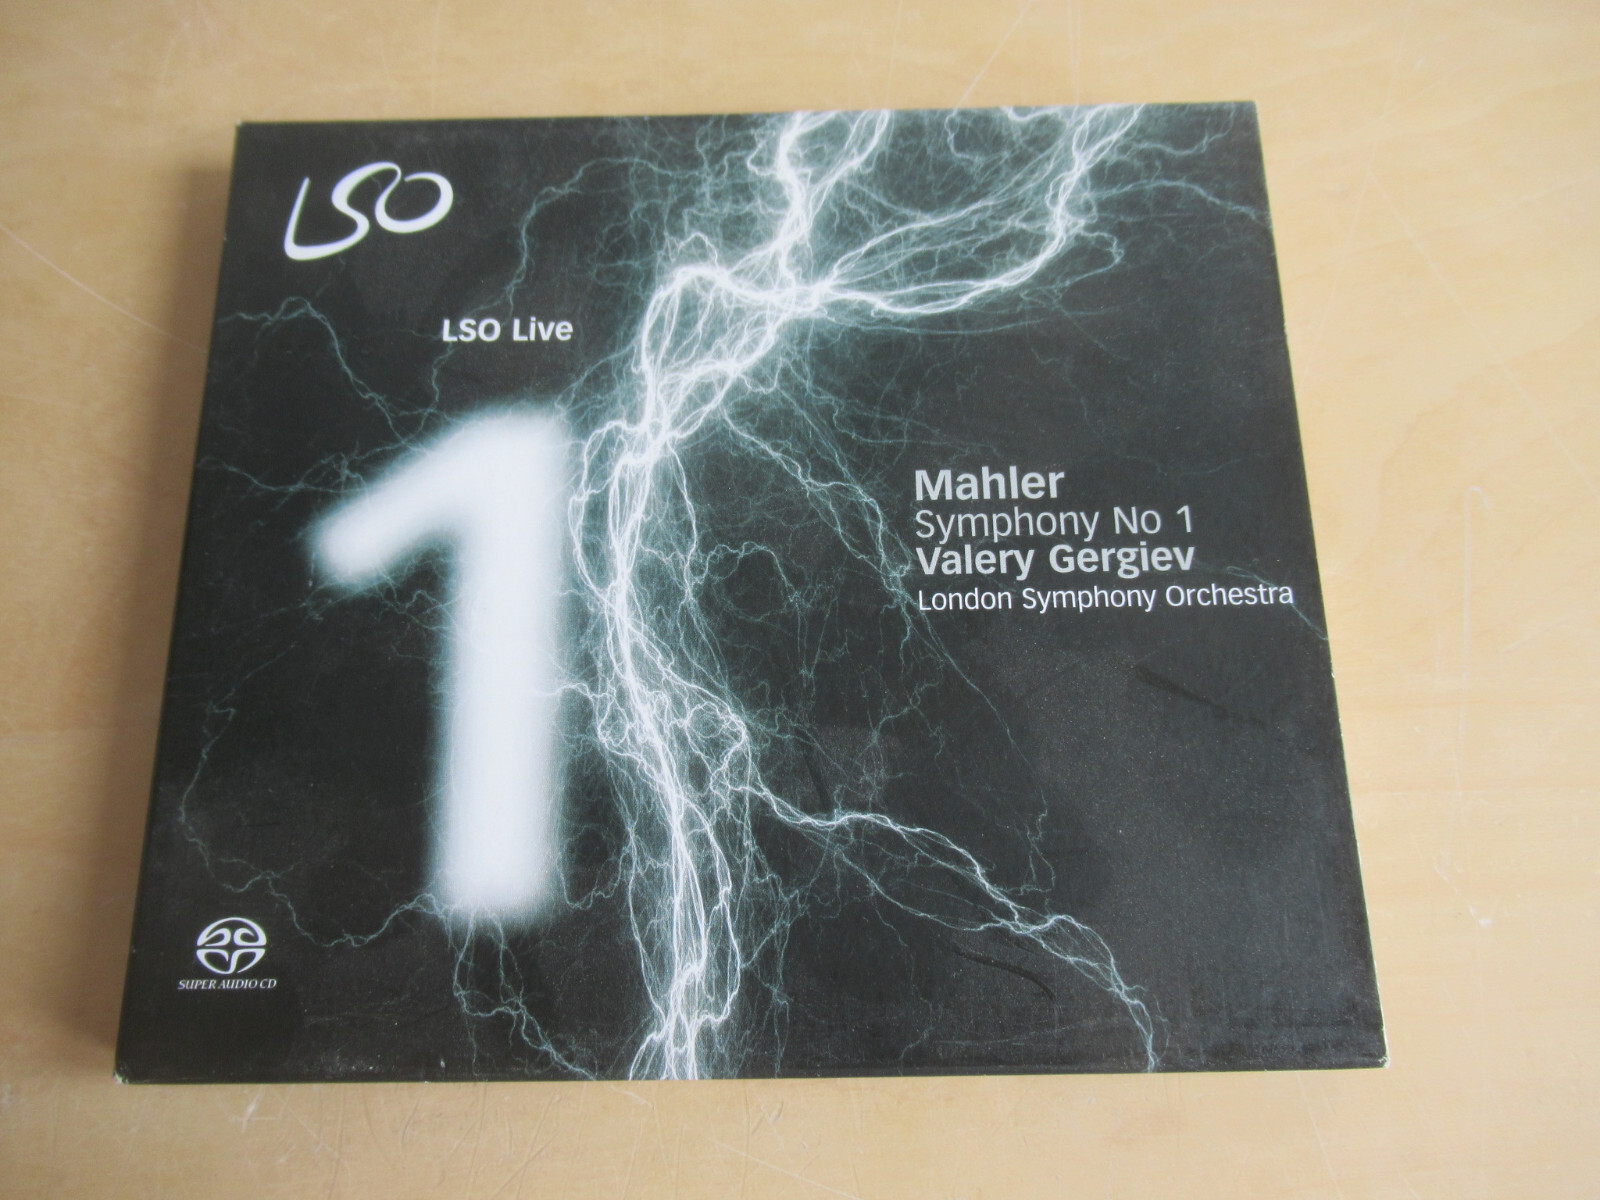 LSO
LSO Live
1
Mahler
Symphony No 1
Valery Gergiev
London Symphony Orchestra
SUPER AUDIO CD